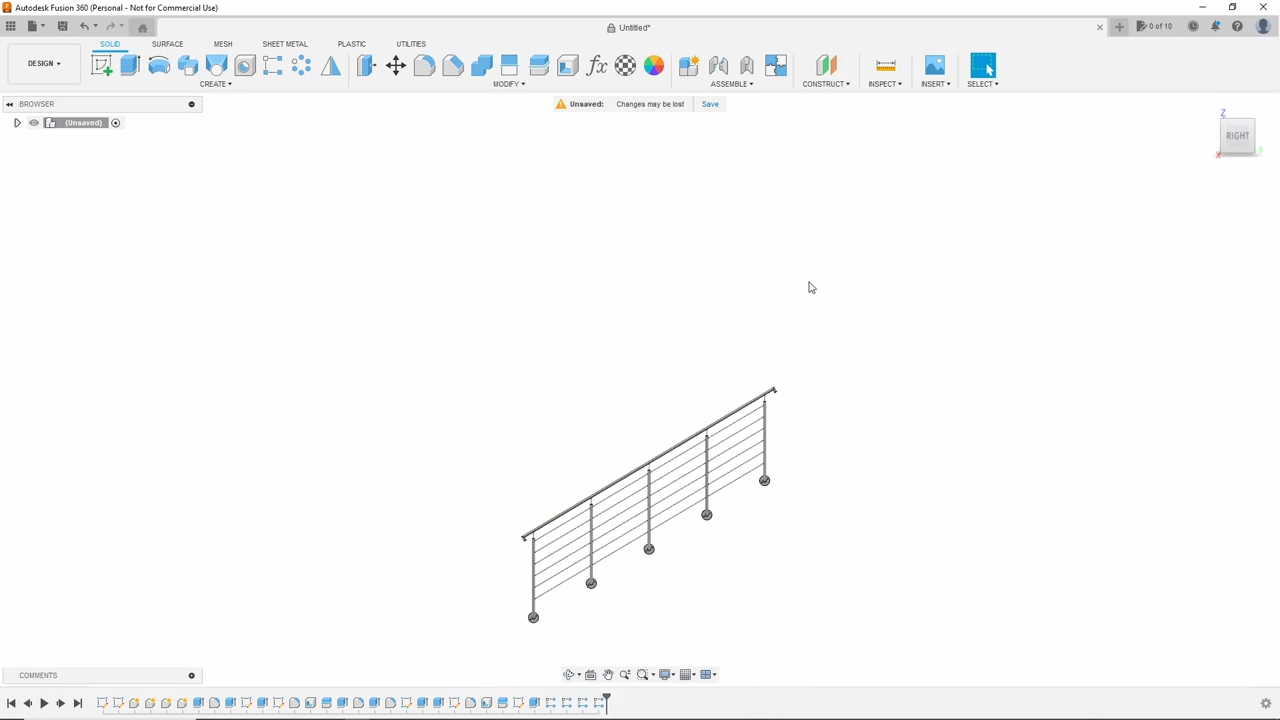 Autodesk Fusion 360 (Personal - Not for Commercial Use)
Untitled*
0 of 10
SOLID SURFACE MESH SHEET METAL PLASTIC UTILITIES
DESIGN
CREATE MODIFY ASSEMBLE CONSTRUCT INSPECT INSERT SELECT
BROWSER
Unsaved: Changes may be lost Save
(Unsaved)
Z
RIGHT
X
Y
COMMENTS